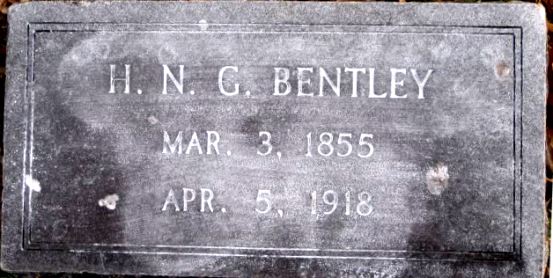 H. N. G. BENTLEY
MAR. 3, 1855
APR. 5, 1918